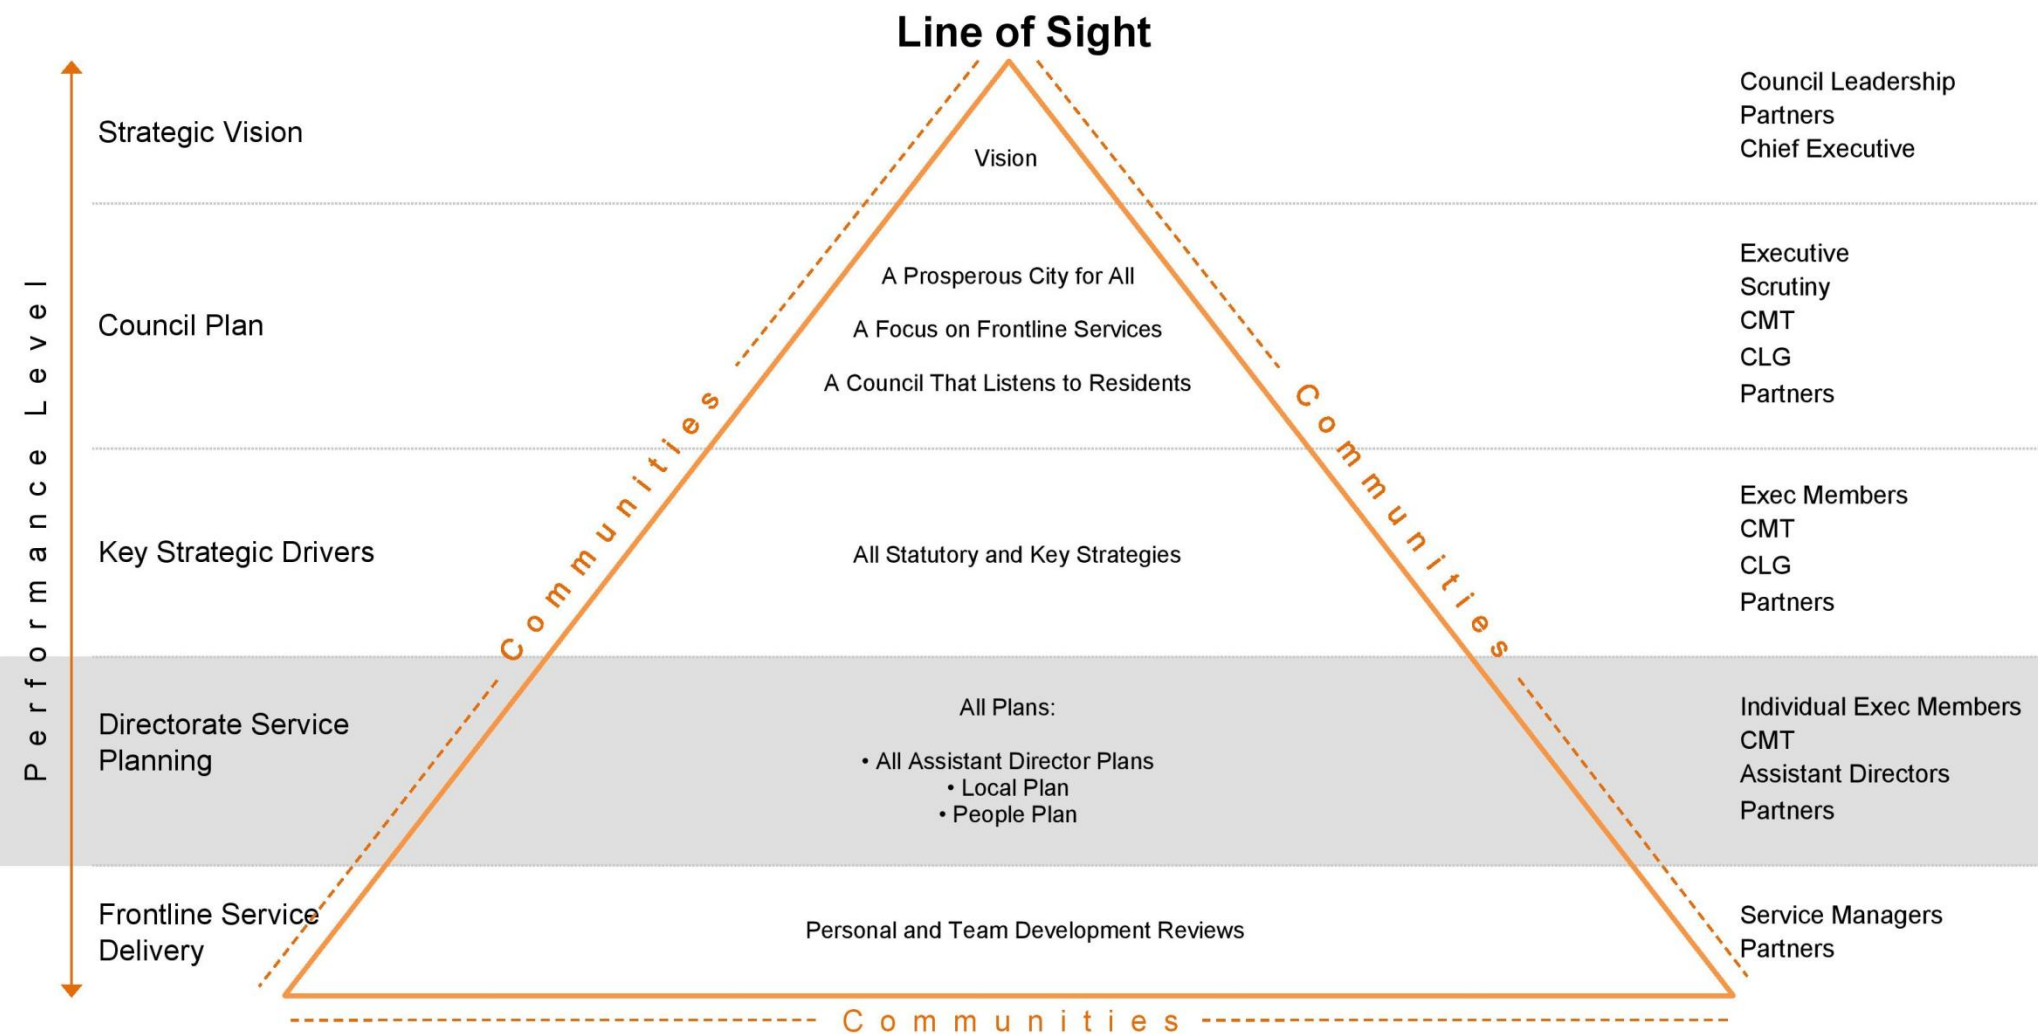 Line of Sight
Performance Level
Strategic Vision
Vision
Council Leadership
Partners
Chief Executive
Council Plan
A Prosperous City for All
A Focus on Frontline Services
A Council That Listens to Residents
Executive
Scrutiny
CMT
CLG
Partners
Communities
Communities
Key Strategic Drivers
All Statutory and Key Strategies
Exec Members
CMT
CLG
Partners
Directorate Service
Planning
All Plans:
• All Assistant Director Plans
• Local Plan
• People Plan
Individual Exec Members
CMT
Assistant Directors
Partners
Frontline Service
Delivery
Personal and Team Development Reviews
Service Managers
Partners
Communities